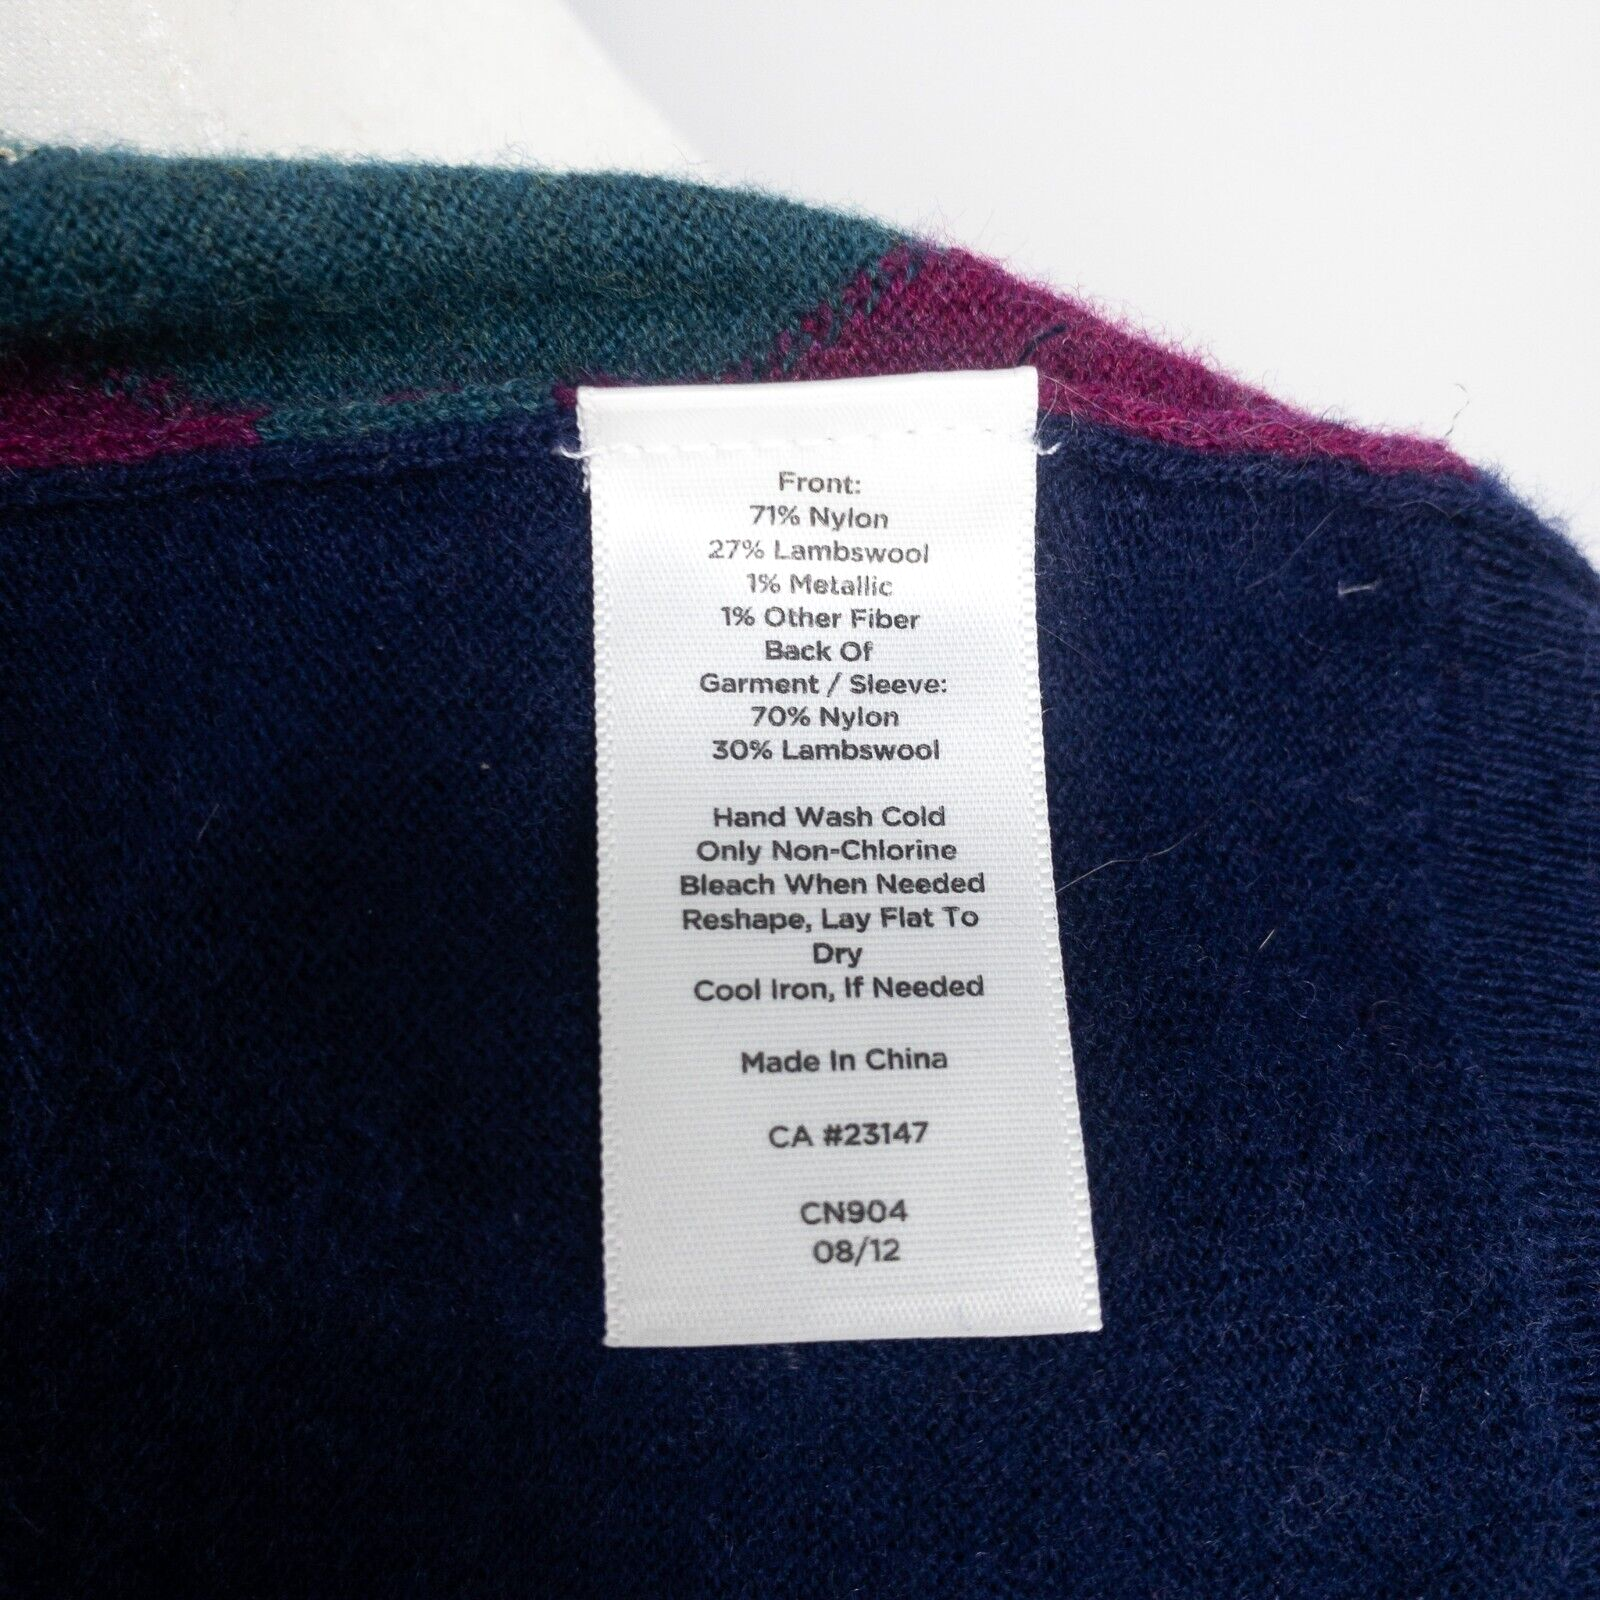 Front:
71% Nylon
27% Lambswool
1% Metallic
1% Other Fiber
Back Of
Garment / Sleeve:
70% Nylon
30% Lambswool
Hand Wash Cold
Only Non-Chlorine
Bleach When Needed
Reshape, Lay Flat To
Dry
Cool Iron, If Needed
Made In China
CA #23147
CN904
08/12